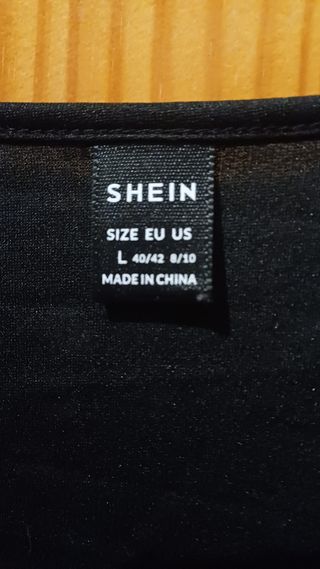 SHEIN
SIZE EU US
L 40/42 8/10
MADE IN CHINA